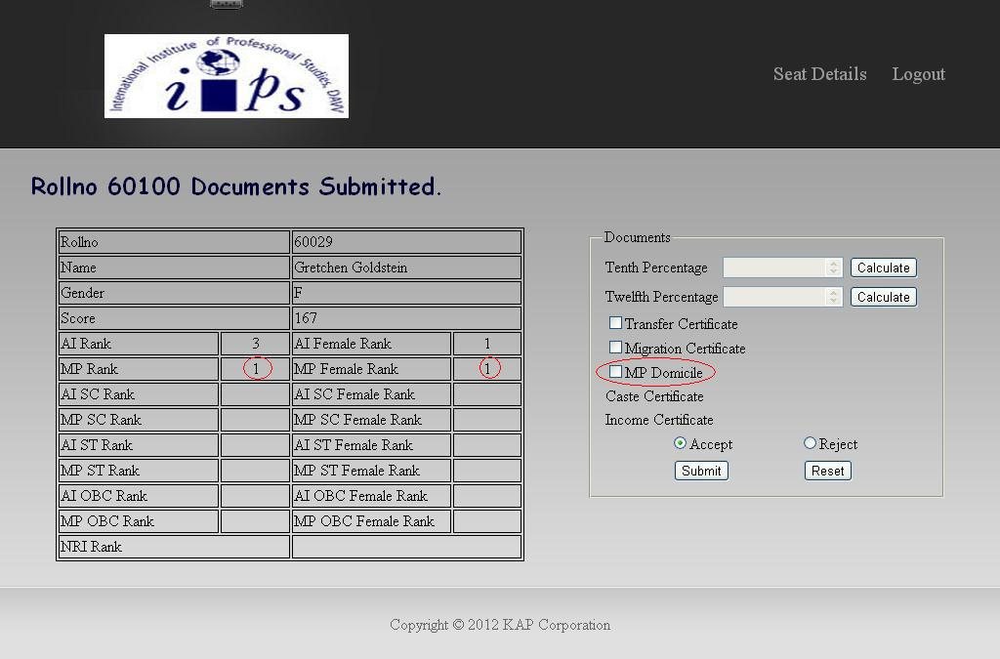 International Institute of Professional Studies, DAVV
i ps
Seat Details Logout
Rollno 60100 Documents Submitted.
Rollno 60029
Name Gretchen Goldstein
Gender F
Score 167
AI Rank 3 AI Female Rank 1
MP Rank 1 MP Female Rank 1
AI SC Rank AI SC Female Rank
MP SC Rank MP SC Female Rank
AI ST Rank AI ST Female Rank
MP ST Rank MP ST Female Rank
AI OBC Rank AI OBC Female Rank
MP OBC Rank MP OBC Female Rank
NRI Rank
Documents
Tenth Percentage Calculate
Twelfth Percentage Calculate
Transfer Certificate
Migration Certificate
MP Domicile
Caste Certificate
Income Certificate
Accept Reject
Submit Reset
Copyright © 2012 KAP Corporation